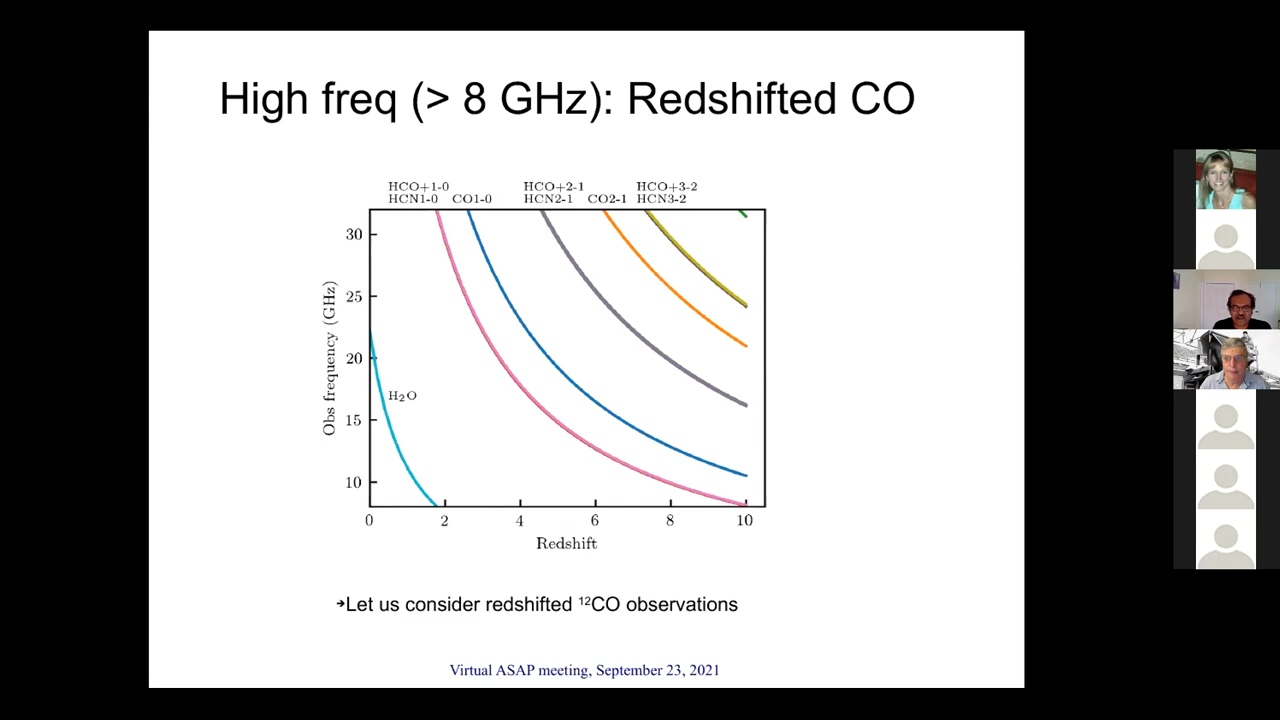 High freq (> 8 GHz): Redshifted CO
HCO+1-0 HCO+2-1 HCO+3-2
HCN1-0 CO1-0 HCN2-1 CO2-1 HCN3-2
30
25
20
15
10
Obs frequency (GHz)
H₂O
0 2 4 6 8 10
Redshift
➔Let us consider redshifted ¹²CO observations
Virtual ASAP meeting, September 23, 2021